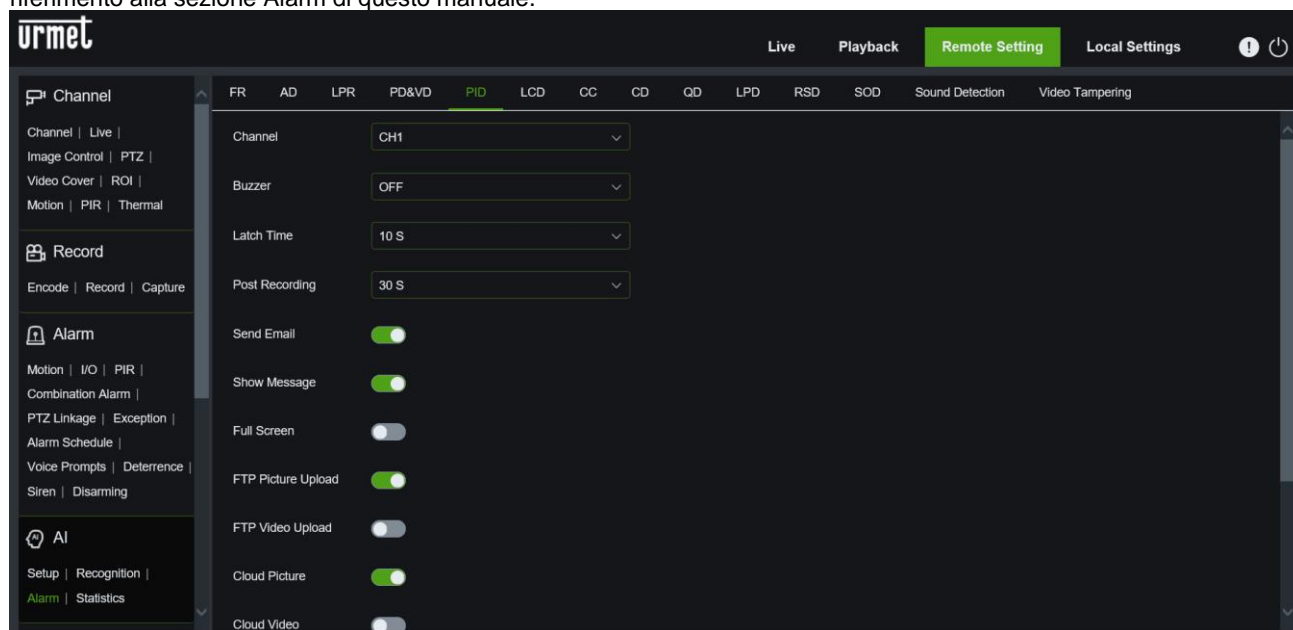 riferimento alla sezione Alarm di questo manuale.
urmet
Live Playback Remote Setting Local Settings
Channel
Channel | Live |
Image Control | PTZ |
Video Cover | ROI |
Motion | PIR | Thermal
Record
Encode | Record | Capture
Alarm
Motion | I/O | PIR |
Combination Alarm |
PTZ Linkage | Exception |
Alarm Schedule |
Voice Prompts | Deterrence |
Siren | Disarming
AI
Setup | Recognition |
Alarm | Statistics
FR AD LPR PD&VD PID LCD CC CD QD LPD RSD SOD Sound Detection Video Tampering
Channel CH1
Buzzer OFF
Latch Time 10 S
Post Recording 30 S
Send Email
Show Message
Full Screen
FTP Picture Upload
FTP Video Upload
Cloud Picture
Cloud Video